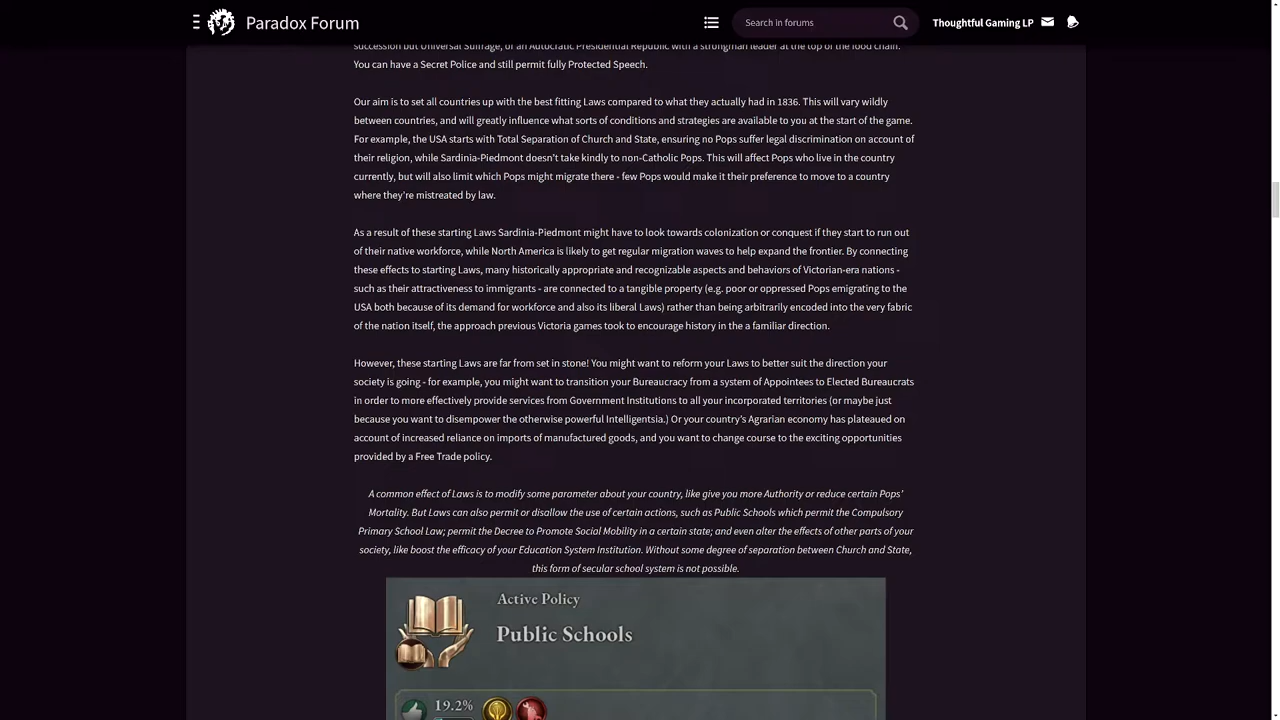 Paradox Forum
Search in forums
Thoughtful Gaming LP
succession but Universal Suffrage, or an Autocratic Presidential Republic with a strongman leader at the top of the food chain.
You can have a Secret Police and still permit fully Protected Speech.
Our aim is to set all countries up with the best fitting Laws compared to what they actually had in 1836. This will vary wildly
between countries, and will greatly influence what sorts of conditions and strategies are available to you at the start of the game.
For example, the USA starts with Total Separation of Church and State, ensuring no Pops suffer legal discrimination on account of
their religion, while Sardinia-Piedmont doesn't take kindly to non-Catholic Pops. This will affect Pops who live in the country
currently, but will also limit which Pops might migrate there - few Pops would make it their preference to move to a country
where they're mistreated by law.
As a result of these starting Laws Sardinia-Piedmont might have to look towards colonization or conquest if they start to run out
of their native workforce, while North America is likely to get regular migration waves to help expand the frontier. By connecting
these effects to starting Laws, many historically appropriate and recognizable aspects and behaviors of Victorian-era nations -
such as their attractiveness to immigrants - are connected to a tangible property (e.g. poor or oppressed Pops emigrating to the
USA both because of its demand for workforce and also its liberal Laws) rather than being arbitrarily encoded into the very fabric
of the nation itself, the approach previous Victoria games took to encourage history in the a familiar direction.
However, these starting Laws are far from set in stone! You might want to reform your Laws to better suit the direction your
society is going - for example, you might want to transition your Bureaucracy from a system of Appointees to Elected Bureaucrats
in order to more effectively provide services from Government Institutions to all your incorporated territories (or maybe just
because you want to disempower the otherwise powerful Intelligentsia.) Or your country's Agrarian economy has plateaued on
account of increased reliance on imports of manufactured goods, and you want to change course to the exciting opportunities
provided by a Free Trade policy.
A common effect of Laws is to modify some parameter about your country, like give you more Authority or reduce certain Pops'
Mortality. But Laws can also permit or disallow the use of certain actions, such as Public Schools which permit the Compulsory
Primary School Law; permit the Decree to Promote Social Mobility in a certain state; and even alter the effects of other parts of your
society, like boost the efficacy of your Education System Institution. Without some degree of separation between Church and State,
this form of secular school system is not possible.
Active Policy
Public Schools
19.2%